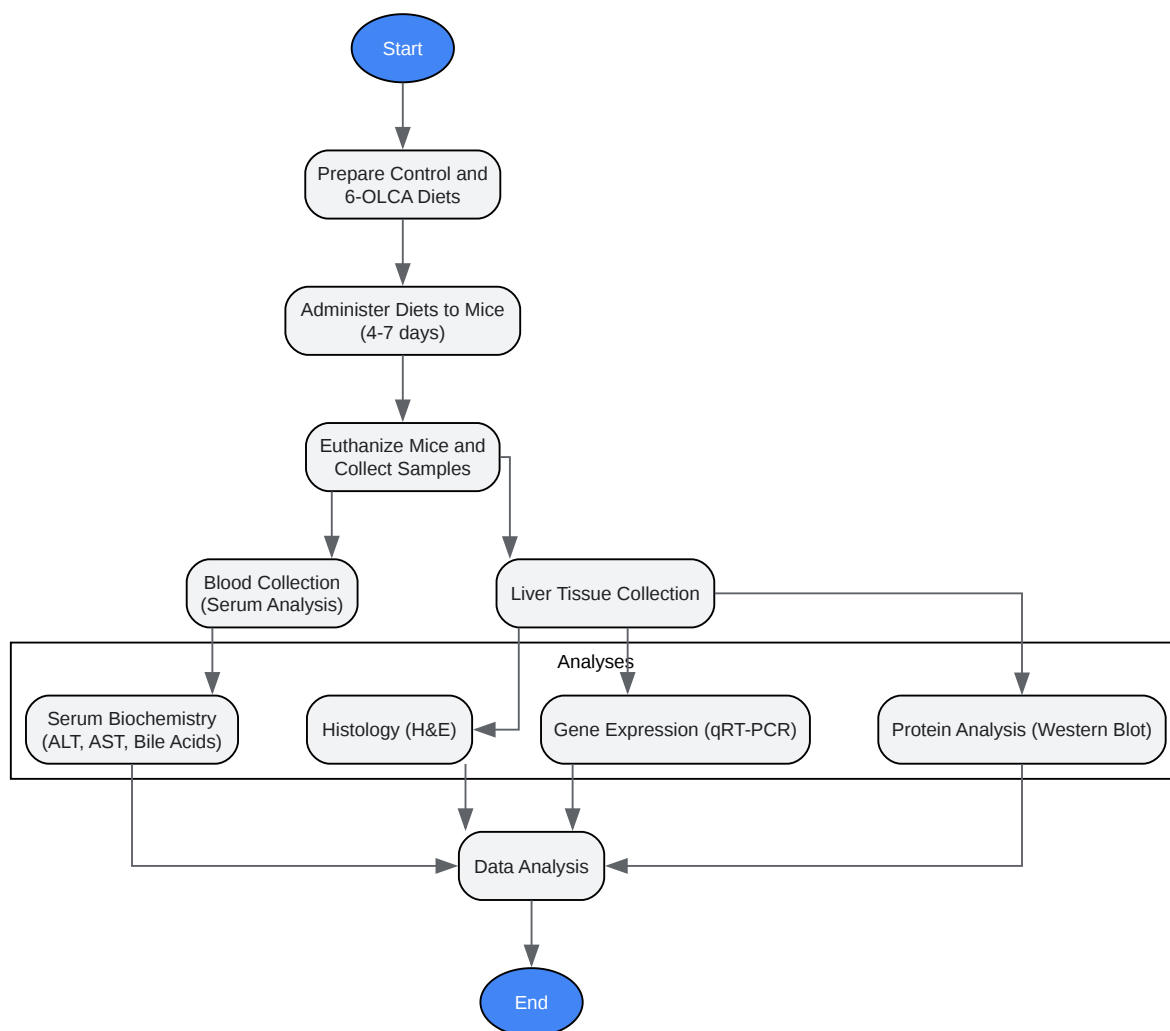 Start
Prepare Control and
6-OLCA Diets
Administer Diets to Mice
(4-7 days)
Euthanize Mice and
Collect Samples
Blood Collection
(Serum Analysis)
Liver Tissue Collection
Analyses
Serum Biochemistry
(ALT, AST, Bile Acids)
Histology (H&E)
Gene Expression (qRT-PCR)
Protein Analysis (Western Blot)
Data Analysis
End